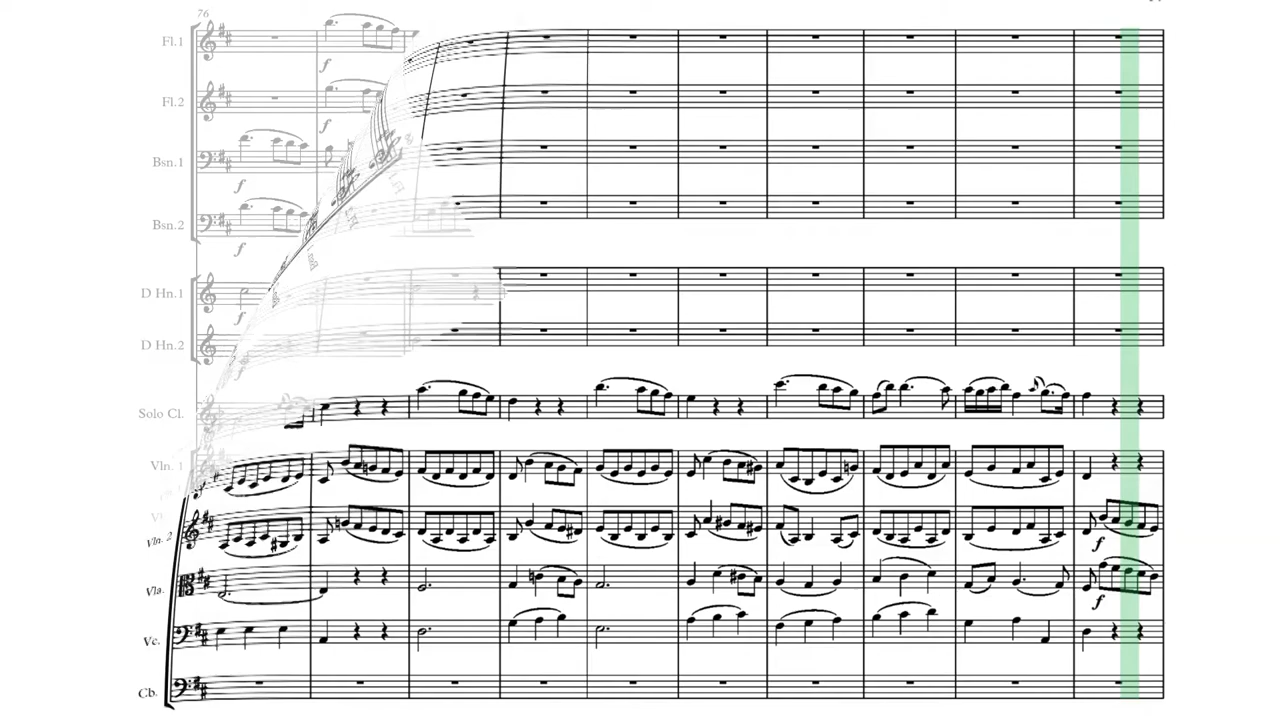 76
Fl.1
f
Fl.2
f
Bsn.1
f
Bsn.2
f
D Hn.1
f
D Hn.2
f
Solo Cl.
Vln. 1
Vln. 2
f
Vla.
f
Vc.
Cb.